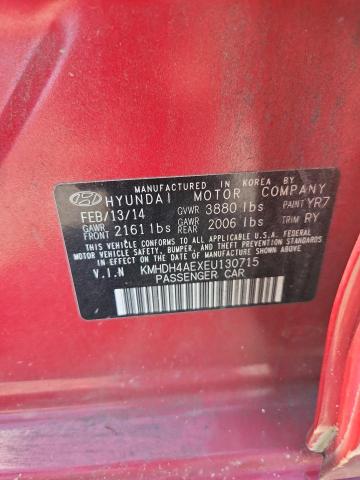 MANUFACTURED IN KOREA BY
HYUNDAI MOTOR COMPANY
FEB/13/14 GVWR 3880 lbs PAINT YR7
GAWR FRONT 2161 lbs GAWR REAR 2006 lbs TRIM RY
THIS VEHICLE CONFORMS TO ALL APPLICABLE U.S. FEDERAL
MOTOR VEHICLE SAFETY, BUMPER, AND THEFT PREVENTION
STANDARDS IN EFFECT ON THE DATE OF MANUFACTURE SHOWN ABOVE.
V.I.N KMHDH4AEXEU130715
PASSENGER CAR